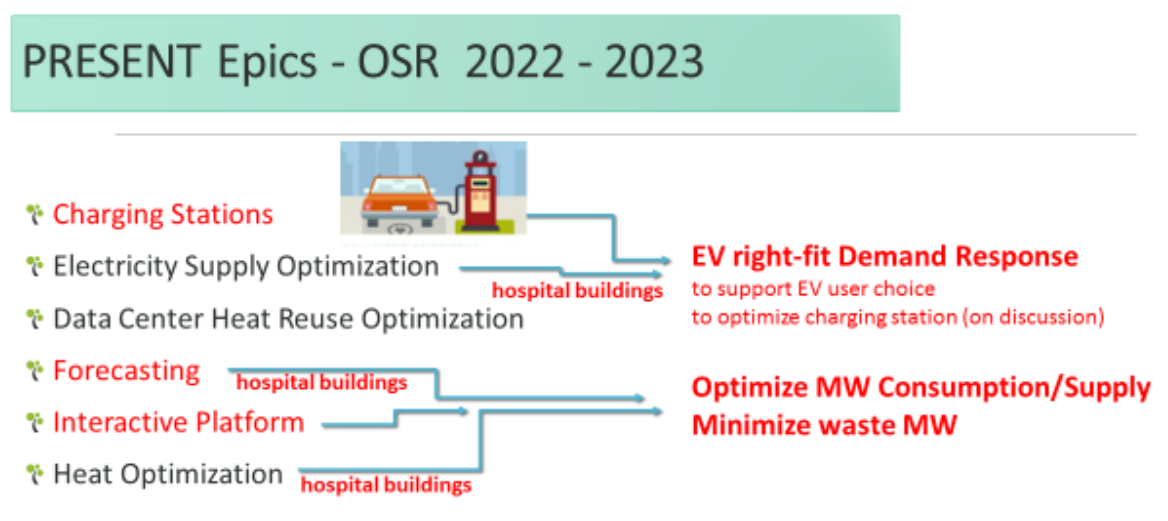 PRESENT Epics - OSR 2022 - 2023
Charging Stations
Electricity Supply Optimization
hospital buildings
EV right-fit Demand Response
to support EV user choice
to optimize charging station (on discussion)
Data Center Heat Reuse Optimization
Forecasting
hospital buildings
Interactive Platform
Optimize MW Consumption/Supply
Minimize waste MW
Heat Optimization
hospital buildings